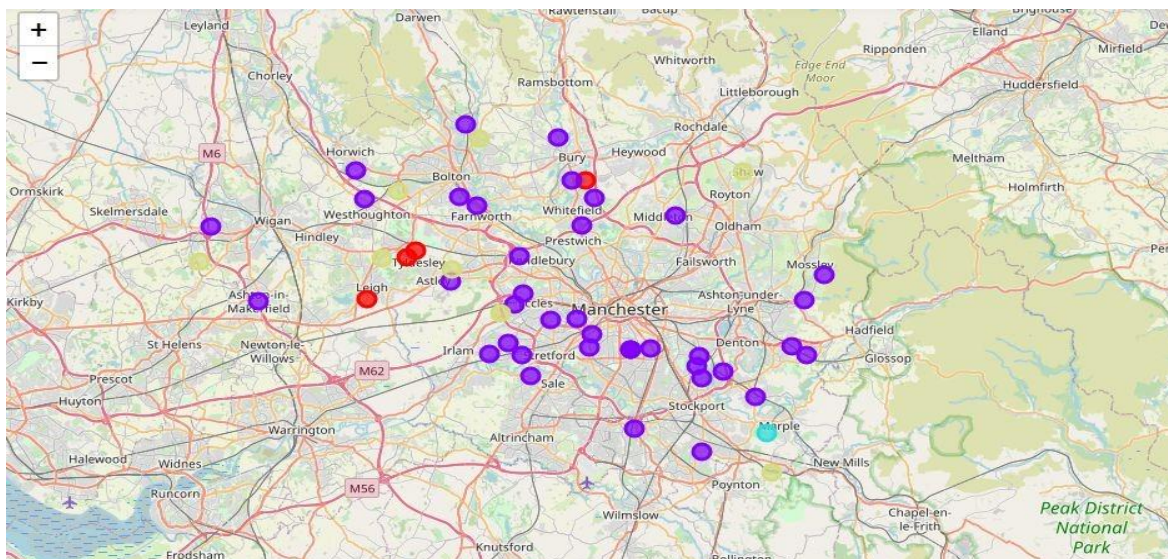 +
−
Leyland
Darwen
Rawtenstall
Bacup
Brighouse
Elland
Ripponden
Mirfield
Whitworth
Edge End
Moor
Huddersfield
Chorley
Ramsbottom
Littleborough
Rochdale
M6
Horwich
Bury
Heywood
Meltham
Holmfirth
Ormskirk
Bolton
Royton
Skelmersdale
Westhoughton
Farnworth
Whitefield
Wigan
Oldham
Hindley
Prestwich
Failsworth
Mossley
Leigh
Kirkby
Manchester
Ashton-under-
Lyne
Hadfield
Glossop
St Helens
Newton-le-
Willows
Irlam
Stretford
Denton
Prescot
M62
Sale
Huyton
Stockport
Warrington
Altrincham
Marple
Halewood
Widnes
New Mills
Runcorn
M56
Poynton
Wilmslow
Chapel-en
-le-Frith
Peak District
National
Park
Knutsford
Frodsham